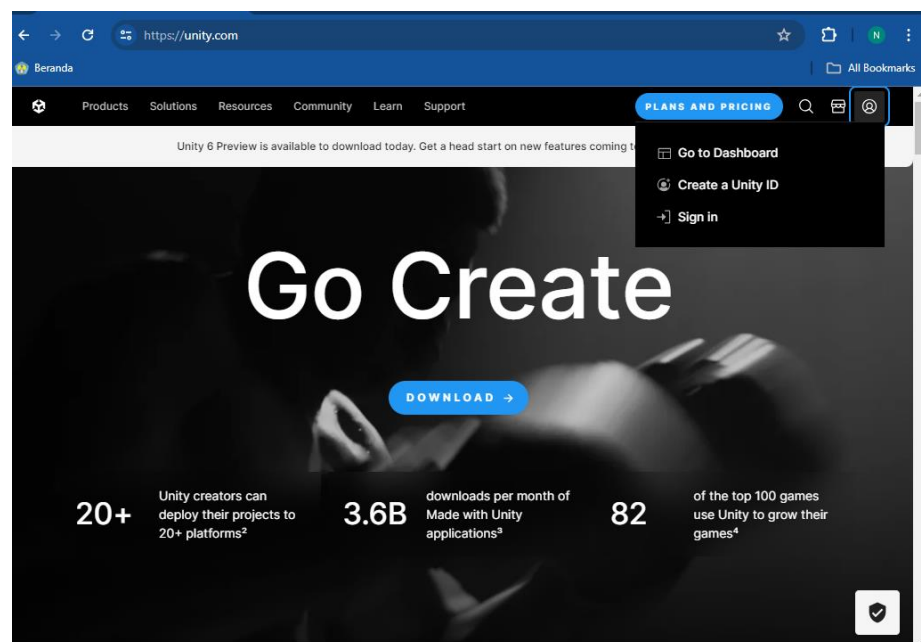 https://unity.com
N
Beranda
All Bookmarks
Products Solutions Resources Community Learn Support PLANS AND PRICING
Unity 6 Preview is available to download today. Get a head start on new features coming
Go to Dashboard
Create a Unity ID
Sign in
Go Create
DOWNLOAD →
20+
Unity creators can
deploy their projects to
20+ platforms²
3.6B
downloads per month of
Made with Unity
applications³
82
of the top 100 games
use Unity to grow their
games⁴